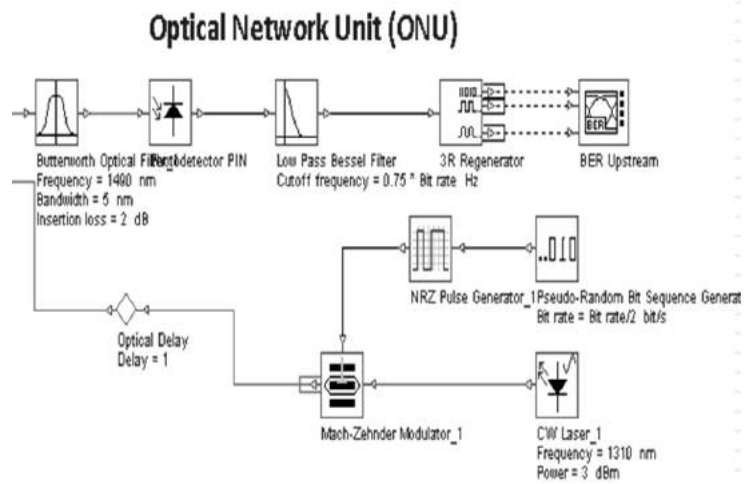 Optical Network Unit (ONU)
Butterworth Optical Filter_1
Photodetector PIN
Frequency = 1490 nm
Bandwidth = 5 nm
Insertion loss = 2 dB
Low Pass Bessel Filter
Cutoff frequency = 0.75 * Bit rate Hz
3R Regenerator
BER Upstream
BER
NRZ Pulse Generator_1
Pseudo-Random Bit Sequence Generat
Bit rate = Bit rate/2 bit/s
Optical Delay
Delay = 1
Mach-Zehnder Modulator_1
CW Laser_1
Frequency = 1310 nm
Power = 3 dBm